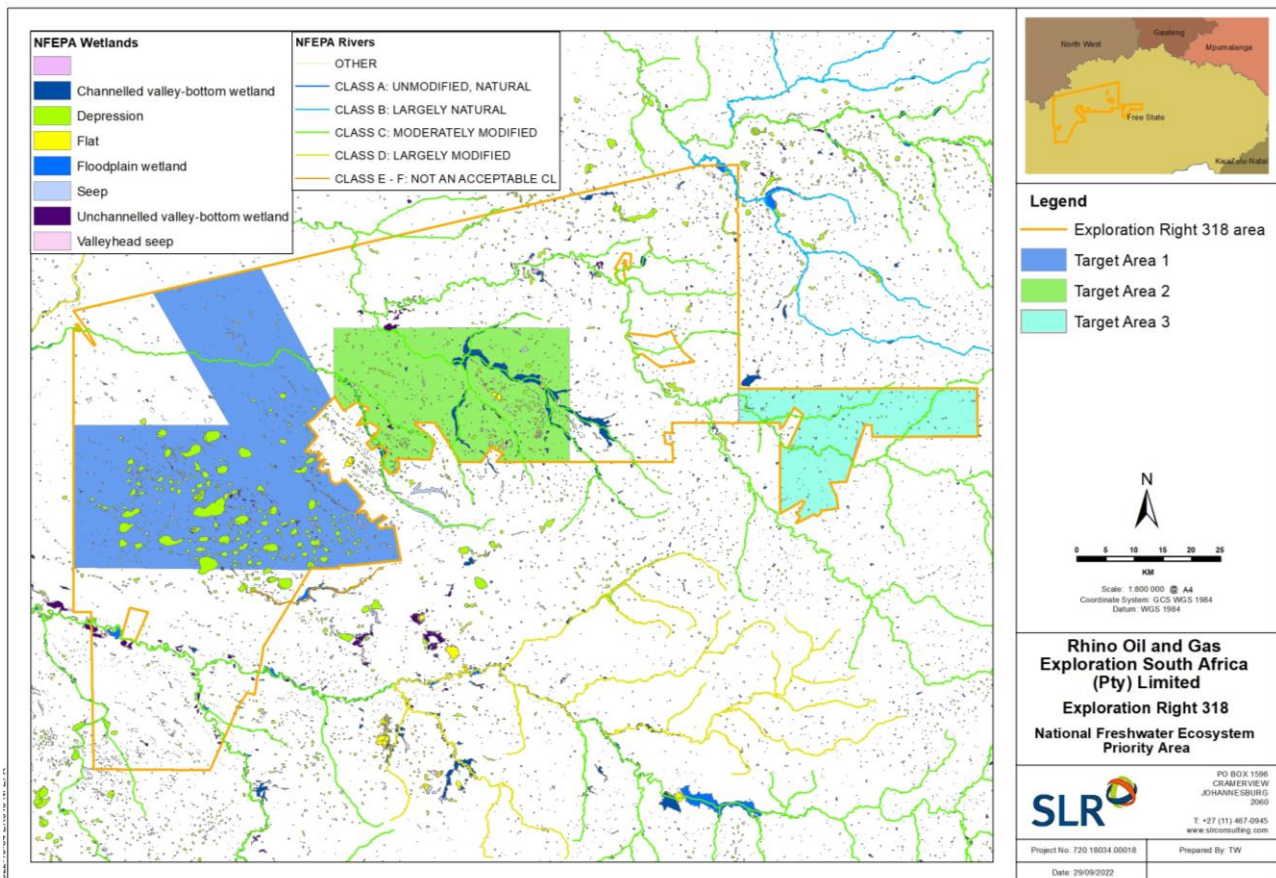 NFEPA Wetlands
Channelled valley-bottom wetland
Depression
Flat
Floodplain wetland
Seep
Unchannelled valley-bottom wetland
Valleyhead seep
NFEPA Rivers
OTHER
CLASS A: UNMODIFIED, NATURAL
CLASS B: LARGELY NATURAL
CLASS C: MODERATELY MODIFIED
CLASS D: LARGELY MODIFIED
CLASS E - F: NOT AN ACCEPTABLE CL
North West
Gauteng
Mpumalanga
Free State
KwaZulu-Natal
Legend
Exploration Right 318 area
Target Area 1
Target Area 2
Target Area 3
N
0 5 10 15 20 25
KM
Scale: 1:800 000 @ A4
Coordinate System: GCS WGS 1984
Datum: WGS 1984
Rhino Oil and Gas
Exploration South Africa
(Pty) Limited
Exploration Right 318
National Freshwater Ecosystem
Priority Area
SLR
PO BOX 1596
CRAMERVIEW
JOHANNESBURG
2060
T: +27 (11) 467-0945
www.slrconsulting.com
Project No: 720.18034.00018
Prepared By: TW
Date: 29/09/2022